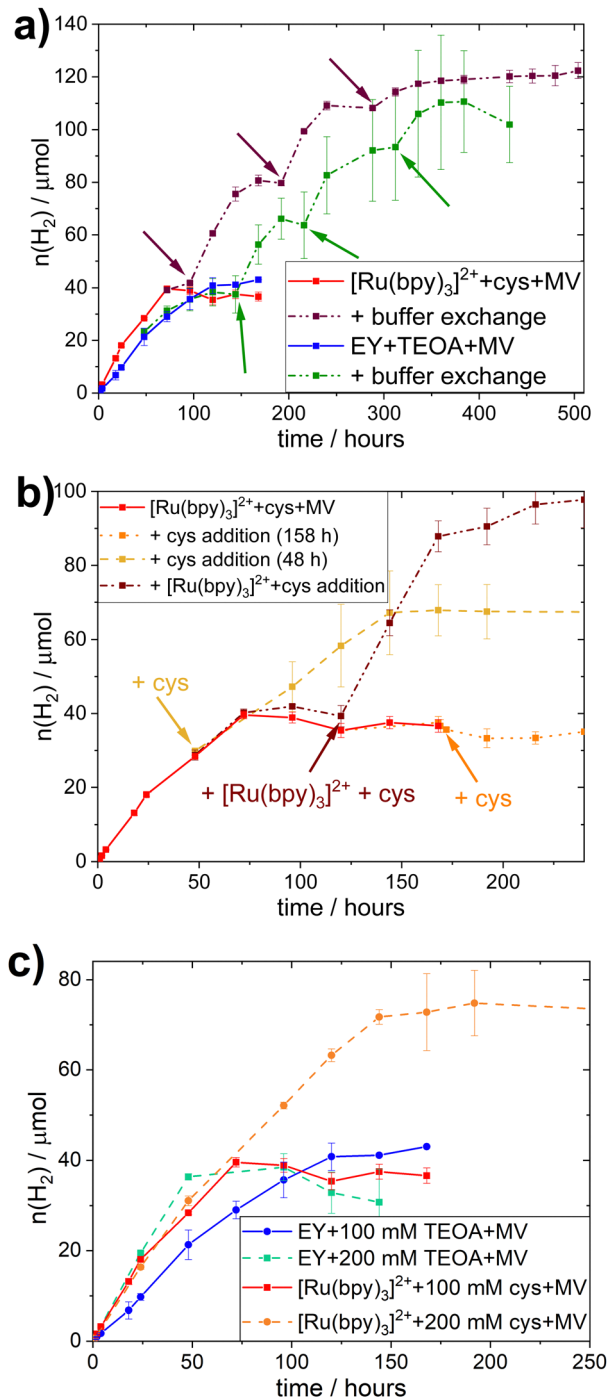 a)
140
120
100
80
60
40
20
0
n(H₂) / μmol
[Ru(bpy)₃]²⁺+cys+MV
+ buffer exchange
EY+TEOA+MV
+ buffer exchange
0 100 200 300 400 500
time / hours
b)
100
80
60
40
20
0
n(H₂) / μmol
[Ru(bpy)₃]²⁺+cys+MV
+ cys addition (158 h)
+ cys addition (48 h)
+ [Ru(bpy)₃]²⁺+cys addition
+ cys
+ [Ru(bpy)₃]²⁺ + cys
+ cys
0 50 100 150 200
time / hours
c)
80
60
40
20
0
n(H₂) / μmol
EY+100 mM TEOA+MV
EY+200 mM TEOA+MV
[Ru(bpy)₃]²⁺+100 mM cys+MV
[Ru(bpy)₃]²⁺+200 mM cys+MV
0 50 100 150 200 250
time / hours